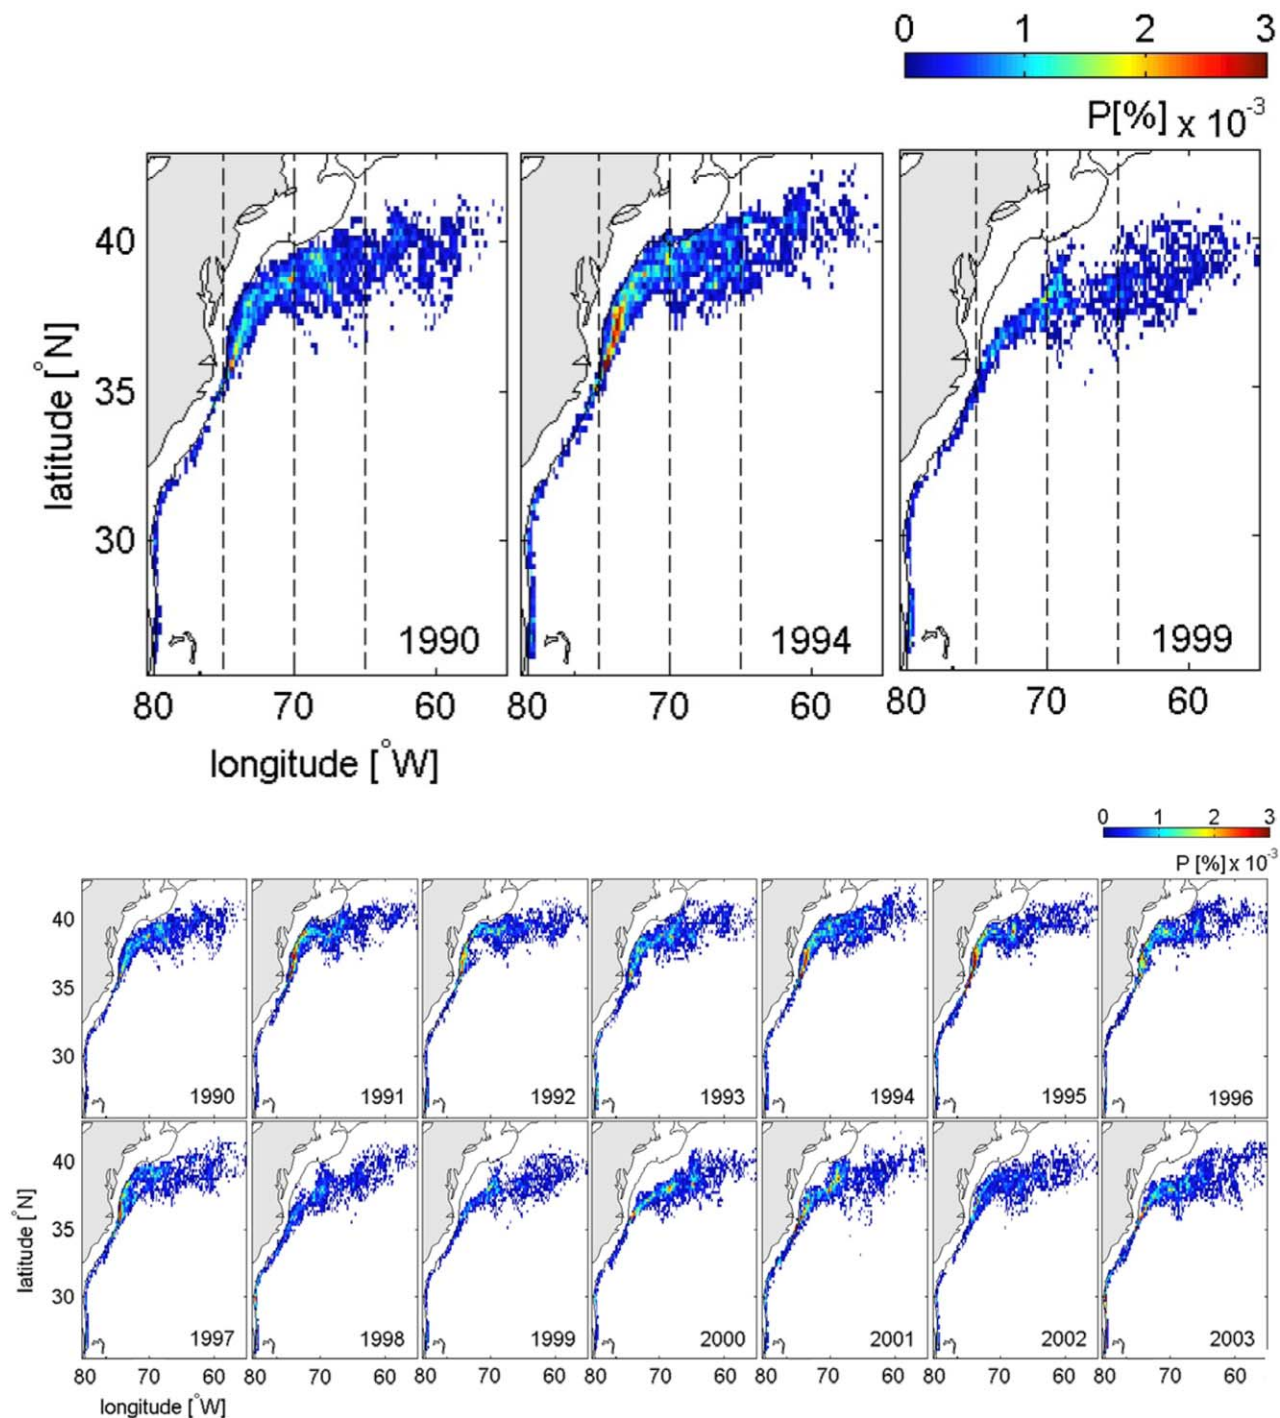 0 1 2 3
P[%] x 10-3
latitude [°N]
40
35
30
1990 1994 1999
80 70 60 80 70 60 80 70 60
longitude [°W]
0 1 2 3
P [%] x 10-3
40
35
30
1990 1991 1992 1993 1994 1995 1996
latitude [°N]
40
35
30
1997 1998 1999 2000 2001 2002 2003
80 70 60 80 70 60 80 70 60 80 70 60 80 70 60 80 70 60 80 70 60
longitude [°W]